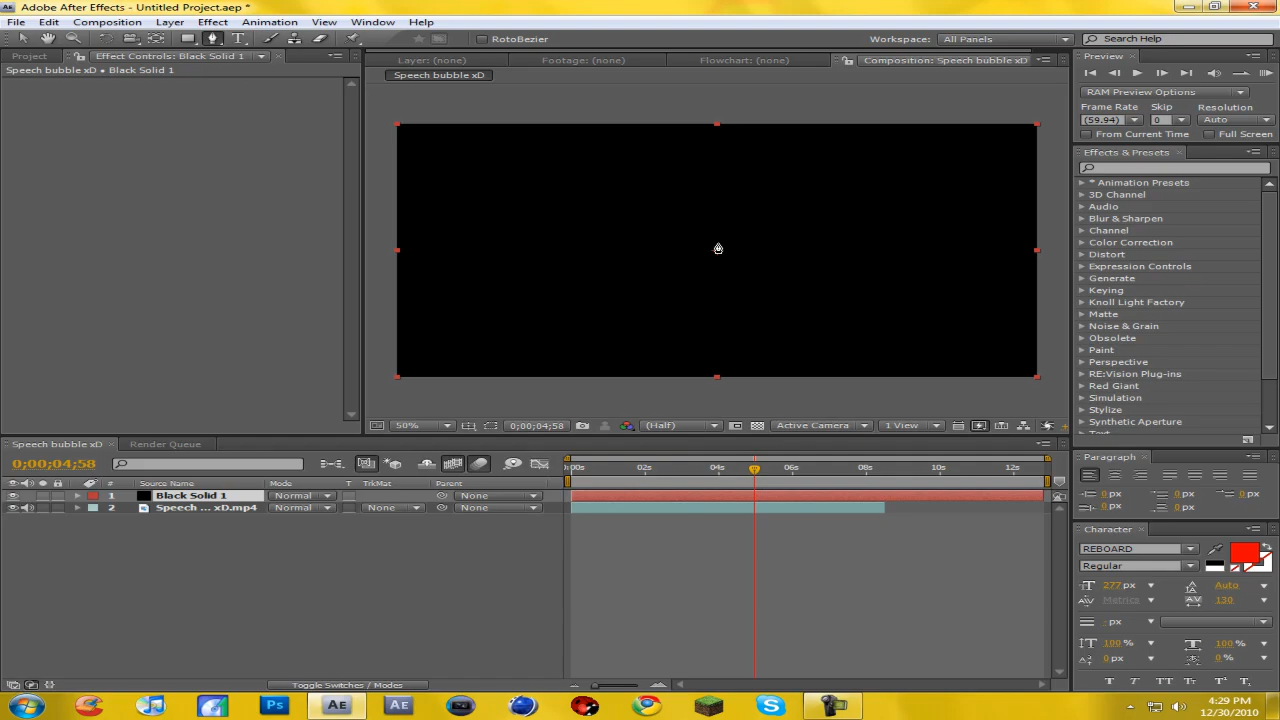 Adobe After Effects - Untitled Project.aep *
File Edit Composition Layer Effect Animation View Window Help
RotoBezier
Workspace: All Panels
Search Help
Project
Effect Controls: Black Solid 1
Speech bubble xD • Black Solid 1
Layer: (none)
Footage: (none)
Flowchart: (none)
Composition: Speech bubble xD
Speech bubble xD
Preview
RAM Preview Options
Frame Rate Skip Resolution
(59.94) 0 Auto
From Current Time Full Screen
Effects & Presets
* Animation Presets
3D Channel
Audio
Blur & Sharpen
Channel
Color Correction
Distort
Expression Controls
Generate
Keying
Knoll Light Factory
Matte
Noise & Grain
Obsolete
Paint
Perspective
RE:Vision Plug-ins
Red Giant
Simulation
Stylize
Synthetic Aperture
Text
50% 0;00;04;58 (Half) Active Camera 1 View
Speech bubble xD
Render Queue
0;00;04;58
# Source Name Mode T TrkMat Parent
:00s 02s 04s 06s 08s 10s 12s
1 Black Solid 1 Normal None
2 Speech ... xD.mp4 Normal None None
Toggle Switches / Modes
Paragraph
0 px 0 px 0 px
0 px 0 px
Character
REBOARD
Regular
277 px Auto
Metrics 130
- px
100 % 100 %
0 px 0 %
T T TT Tt T¹ T₁
Ps
AE
AE
4:29 PM
12/30/2010